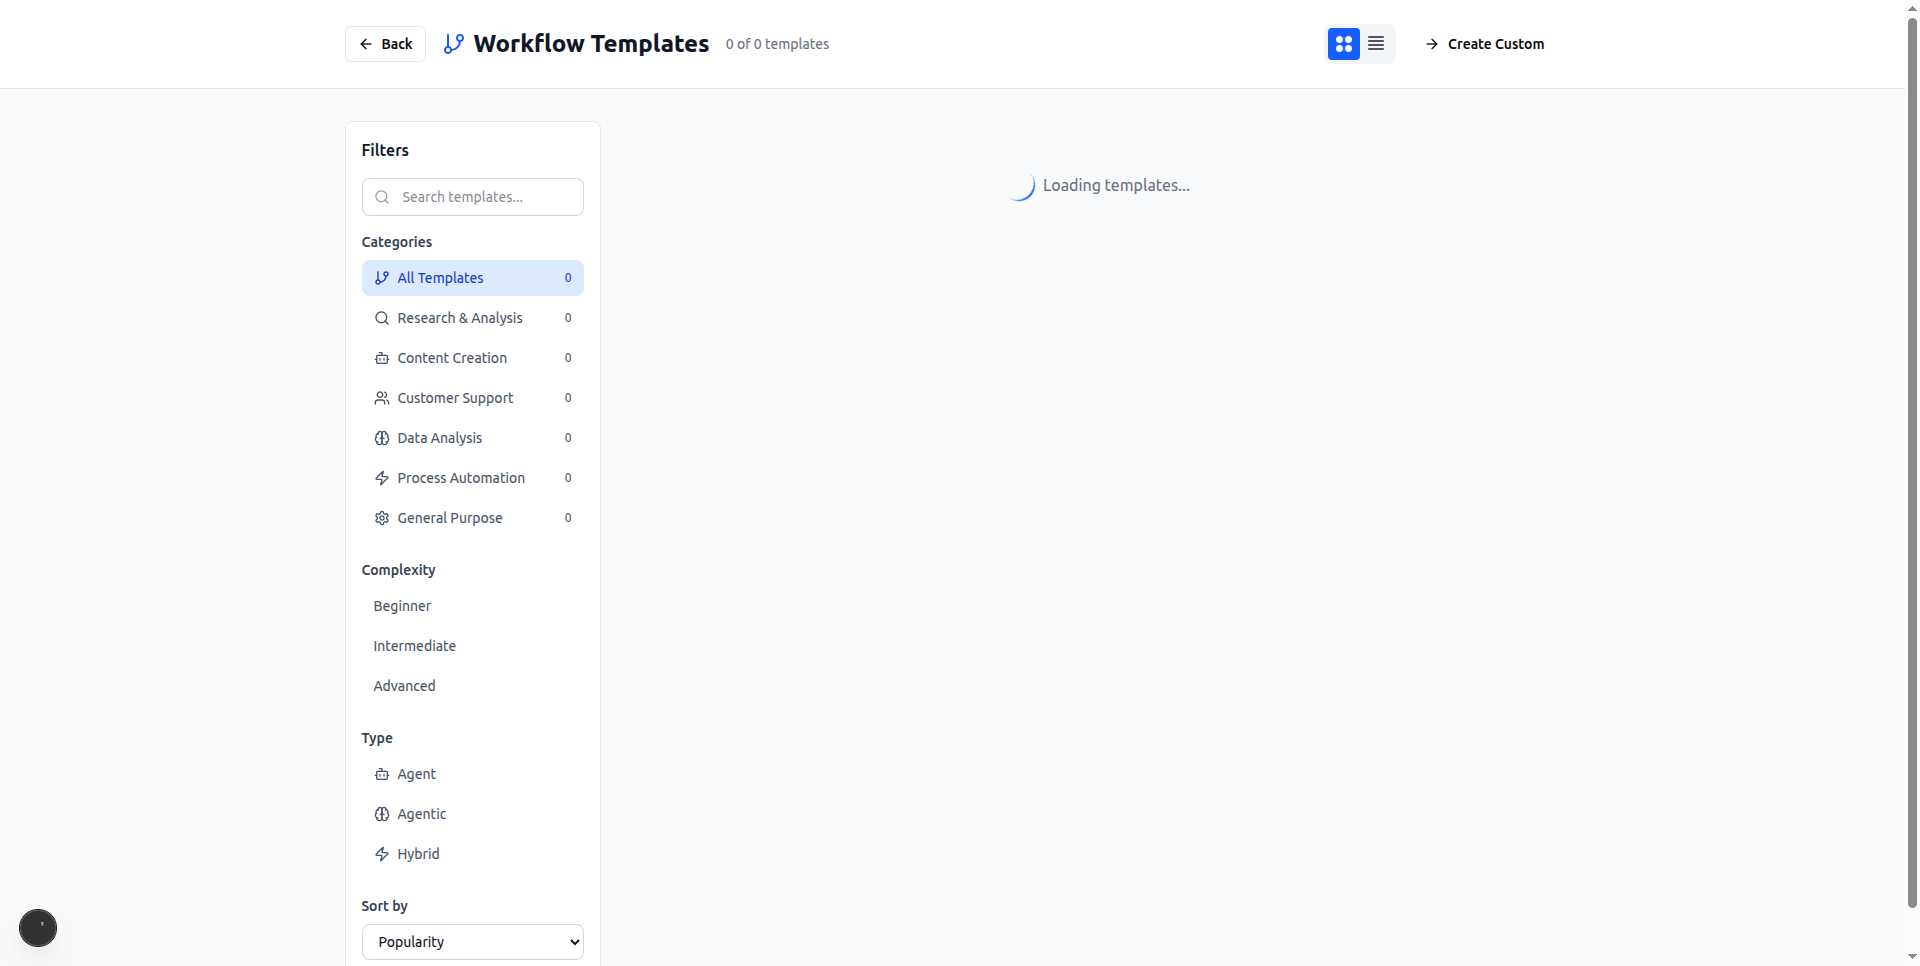 Back
Workflow Templates
0 of 0 templates
Create Custom
Filters
Search templates...
Categories
All Templates 0
Research & Analysis 0
Content Creation 0
Customer Support 0
Data Analysis 0
Process Automation 0
General Purpose 0
Complexity
Beginner
Intermediate
Advanced
Type
Agent
Agentic
Hybrid
Sort by
Popularity
Loading templates...